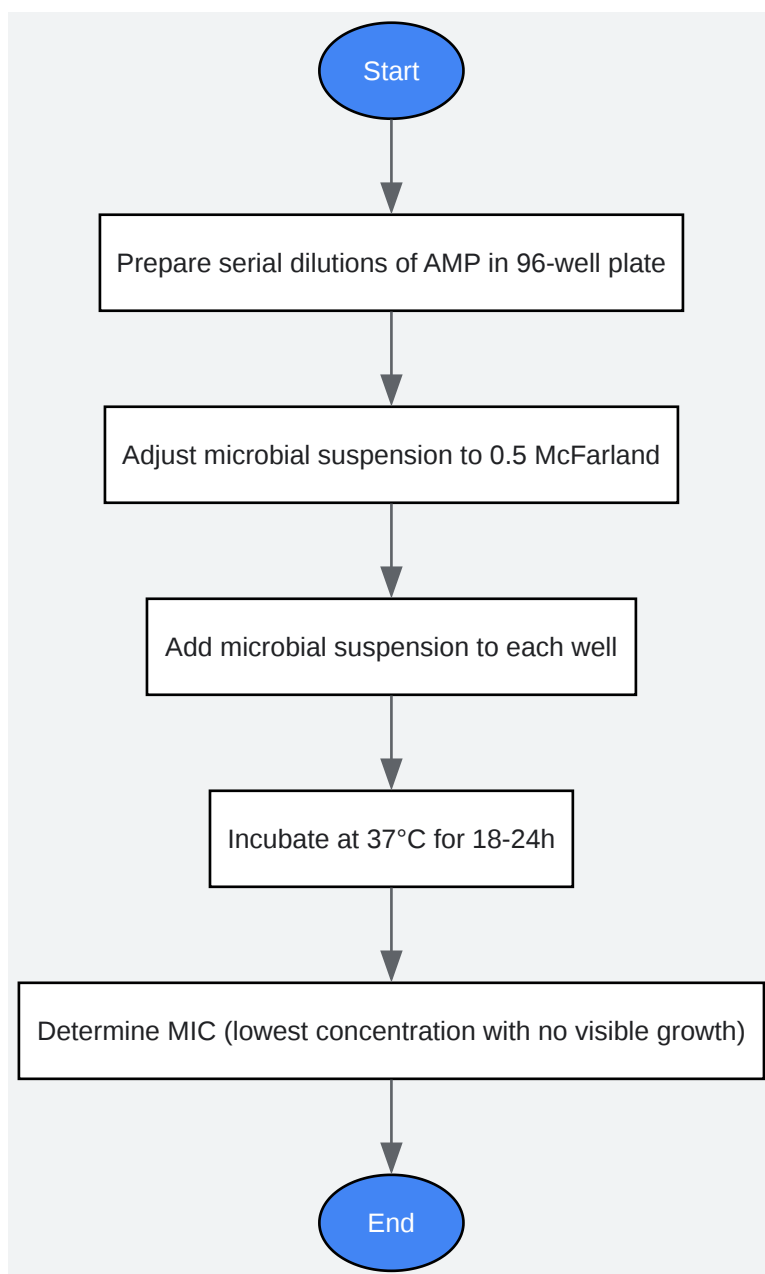 Start
Prepare serial dilutions of AMP in 96-well plate
Adjust microbial suspension to 0.5 McFarland
Add microbial suspension to each well
Incubate at 37°C for 18-24h
Determine MIC (lowest concentration with no visible growth)
End